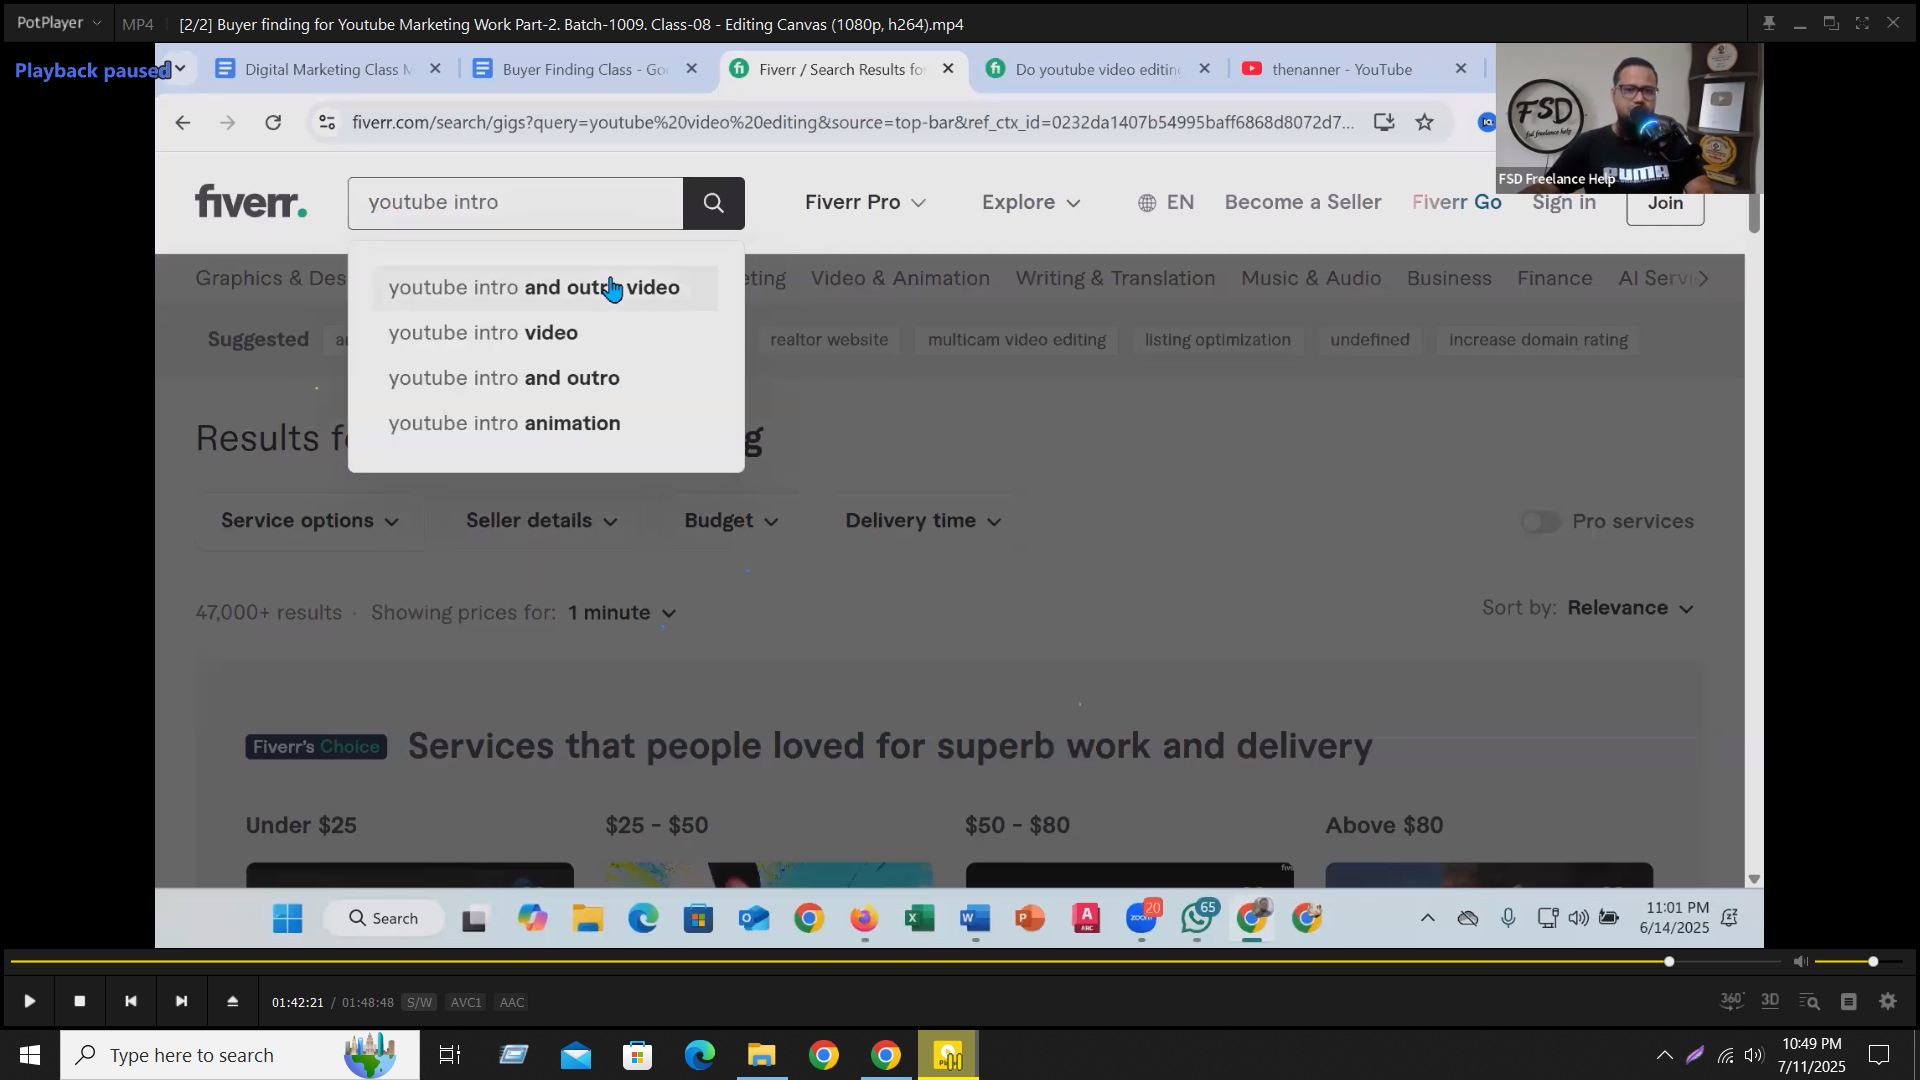 PotPlayer MP4 [2/2] Buyer finding for Youtube Marketing Work Part-2. Batch-1009. Class-08 - Editing Canvas (1080p, h264).mp4
Playback paused
Digital Marketing Class Buyer Finding Class - Go Fiverr / Search Results fo Do youtube video editin thenanner - YouTube
fiverr.com/search/gigs?query=youtube%20video%20editing&source=top-bar&ref_ctx_id=0232da1407b54995baff6868d8072d7...
FSD
PUMA
FSD Freelance Help
fiverr. youtube intro Fiverr Pro Explore EN Become a Seller Fiverr Go Sign in Join
Graphics & Des eting Video & Animation Writing & Translation Music & Audio Business Finance AI Servi
youtube intro and outro video
youtube intro video
youtube intro and outro
youtube intro animation
Suggested realtor website multicam video editing listing optimization undefined increase domain rating
Results f g
Service options Seller details Budget Delivery time Pro services
47,000+ results · Showing prices for: 1 minute Sort by: Relevance
Fiverr's Choice Services that people loved for superb work and delivery
Under $25 $25 - $50 $50 - $80 Above $80
Search 20 65 11:01 PM
6/14/2025
01:42:21 / 01:48:48 S/W AVC1 AAC 360° 3D
Type here to search 10:49 PM
7/11/2025